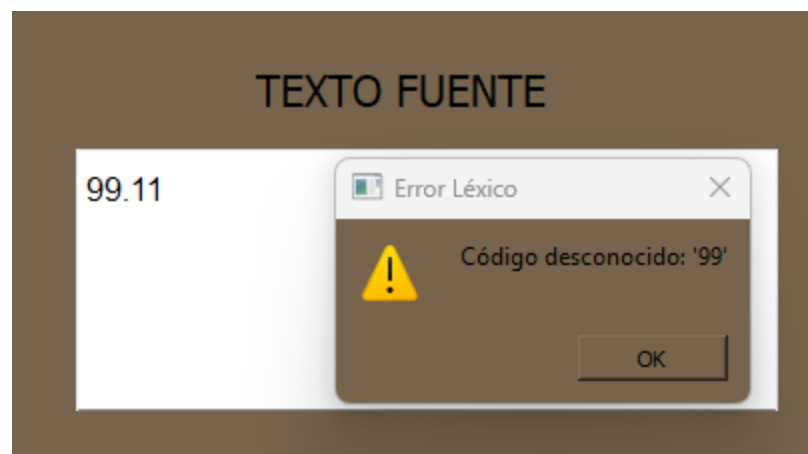 TEXTO FUENTE
99.11
Error Léxico
Código desconocido: '99'
OK